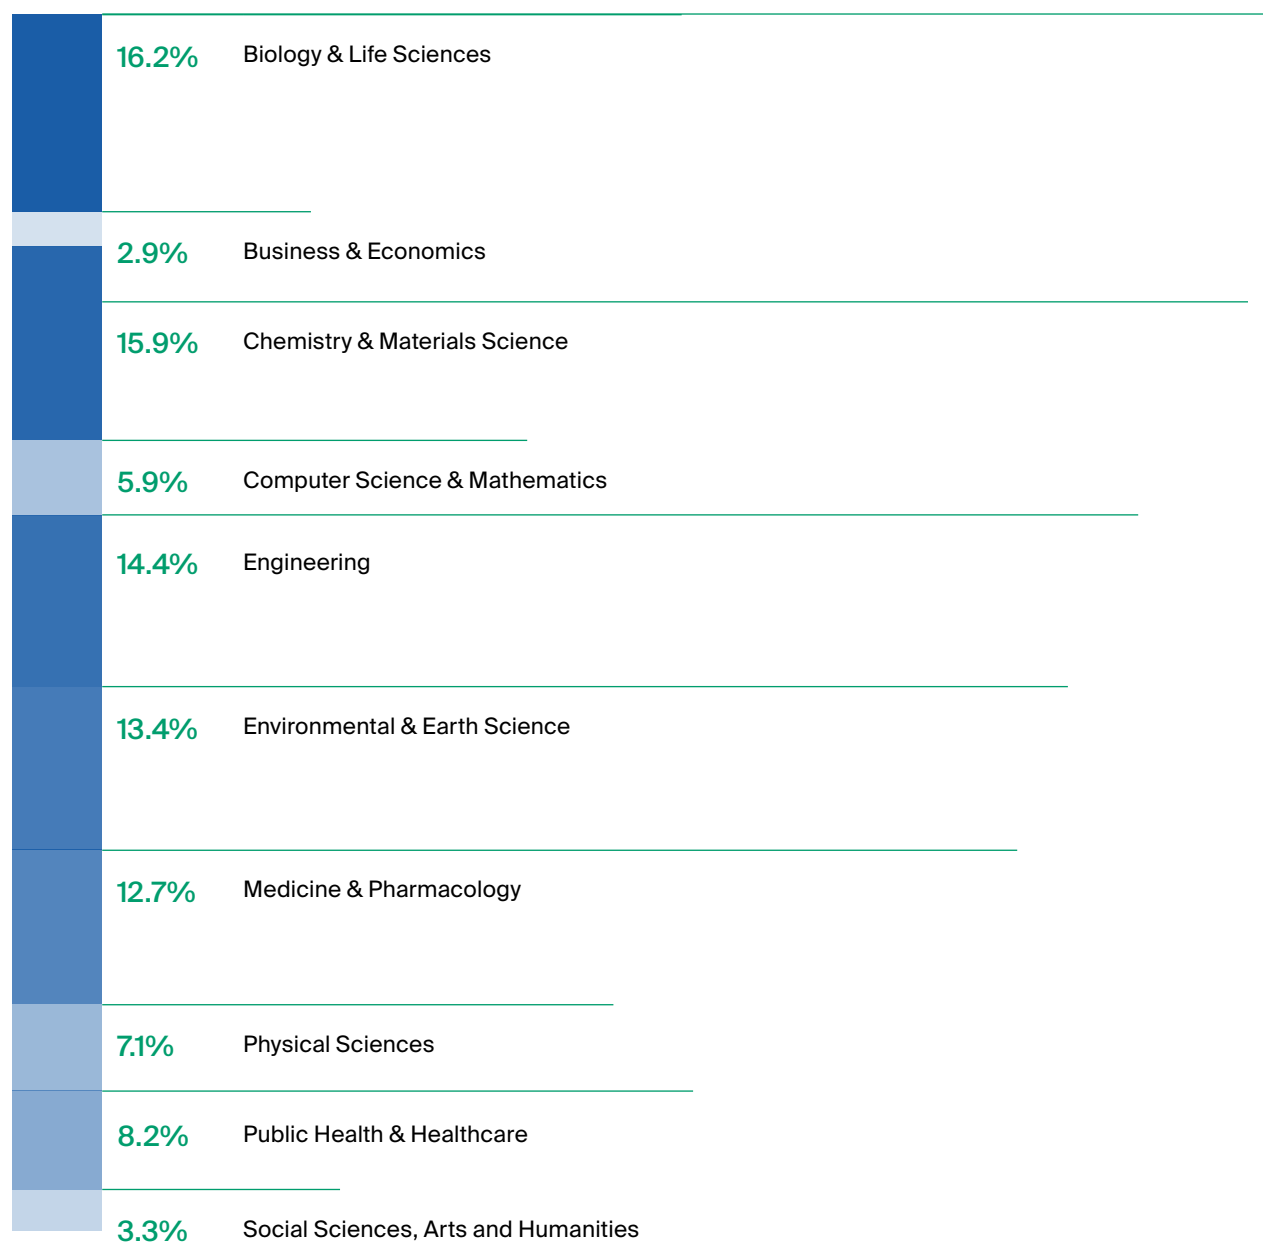 16.2% Biology & Life Sciences
2.9% Business & Economics
15.9% Chemistry & Materials Science
5.9% Computer Science & Mathematics
14.4% Engineering
13.4% Environmental & Earth Science
12.7% Medicine & Pharmacology
7.1% Physical Sciences
8.2% Public Health & Healthcare
3.3% Social Sciences, Arts and Humanities